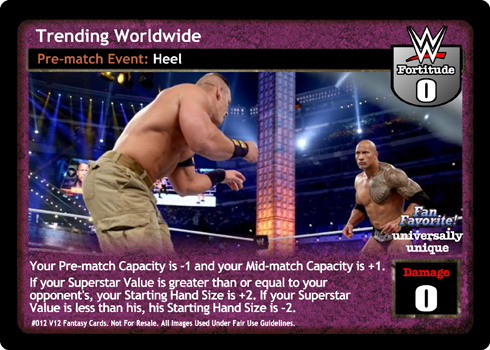 Trending Worldwide
Pre-match Event: Heel
W
Fortitude
0
Fan
Favorite!
universally
unique
Your Pre-match Capacity is -1 and your Mid-match Capacity is +1.
If your Superstar Value is greater than or equal to your
opponent's, your Starting Hand Size is +2. If your Superstar
Value is less than his, his Starting Hand Size is -2.
Damage
0
#012 V12 Fantasy Cards. Not For Resale. All Images Used Under Fair Use Guidelines.